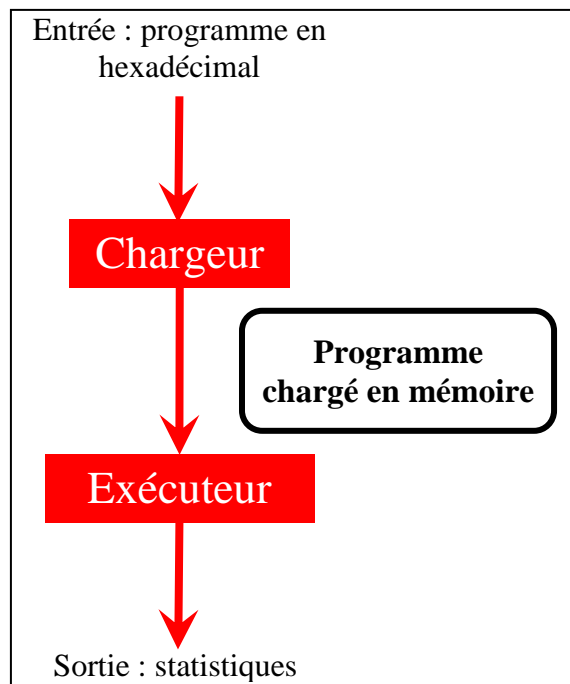 Entrée : programme en
hexadécimal
Chargeur
Programme
chargé en mémoire
Exécuteur
Sortie : statistiques